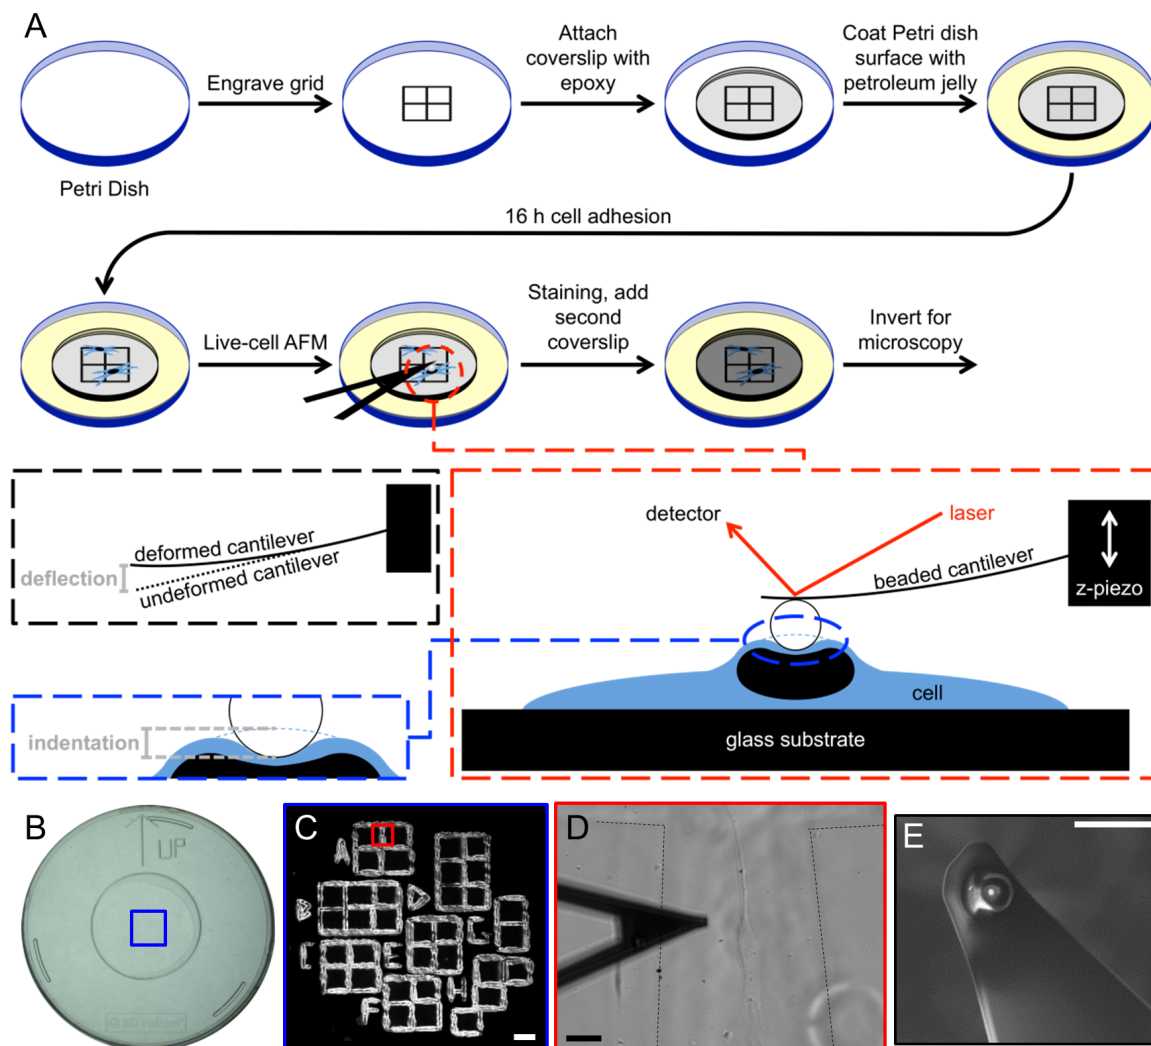 A
Engrave grid
Attach
coverslip with
epoxy
Coat Petri dish
surface with
petroleum jelly
Petri Dish
16 h cell adhesion
Live-cell AFM
Staining, add
second
coverslip
Invert for
microscopy
deformed cantilever
deflection
undeformed cantilever
detector
laser
beaded cantilever
z-piezo
indentation
cell
glass substrate
B
UP
BD Falcon
C
A
B
D
G
E
F
H
D
E